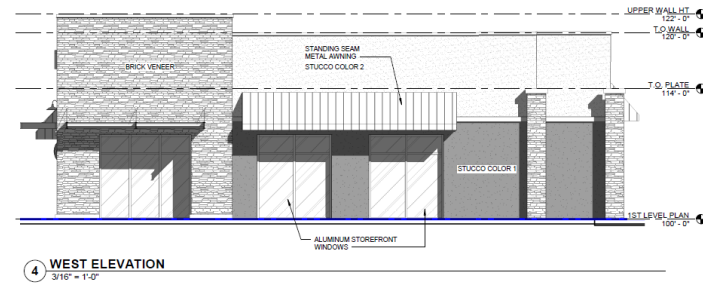 UPPER WALL HT
122' - 0"
T.O WALL
120' - 0"
STANDING SEAM
METAL AWNING
STUCCO COLOR 2
BRICK VENEER
T.O. PLATE
114' - 0"
STUCCO COLOR 1
1ST LEVEL PLAN
100' - 0"
ALUMINUM STOREFRONT
WINDOWS
4 WEST ELEVATION
3/16" = 1'-0"